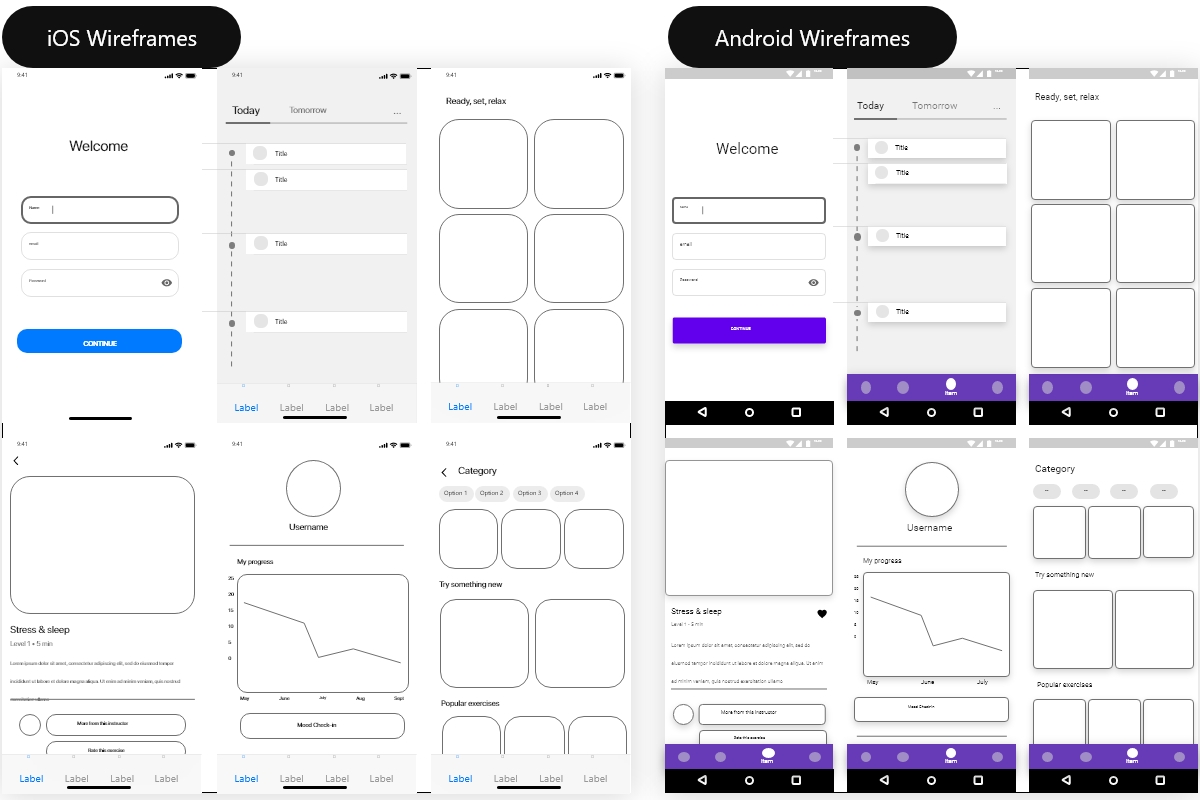 iOS Wireframes
9:41
Welcome
Name
email
Password
CONTINUE
9:41
Today Tomorrow ...
Title
Title
Title
Title
Label Label Label Label
9:41
Ready, set, relax
Label Label Label Label
9:41
Stress & sleep
Level 1 • 5 min
Lorem ipsum dolor sit amet, consectetur adipiscing elit, sed do eiusmod tempor
incididunt ut labore et dolore magna aliqua. Ut enim ad minim veniam, quis nostrud
exercitation ullamo
More from this instructor
Rate this exercise
Label Label Label Label
9:41
Username
My progress
25
20
15
10
5
0
May June July Aug Sept
Mood Check-in
Label Label Label Label
9:41
Category
Option 1 Option 2 Option 3 Option 4
Try something new
Popular exercises
Label Label Label Label
Android Wireframes
Welcome
Name
email
Password
CONTINUE
Today Tomorrow ...
Title
Title
Title
Title
Item
Ready, set, relax
Item
Stress & sleep
Level 1 • 5 min
Lorem ipsum dolor sit amet, consectetur adipiscing elit, sed do
eiusmod tempor incididunt ut labore et dolore magna aliqua. Ut enim
ad minim veniam, quis nostrud exercitation ullamo
More from this instructor
Rate this exercise
Item
Username
My progress
25
20
15
10
5
0
May June July
Mood Check-in
Item
Category
Try something new
Popular exercises
Item